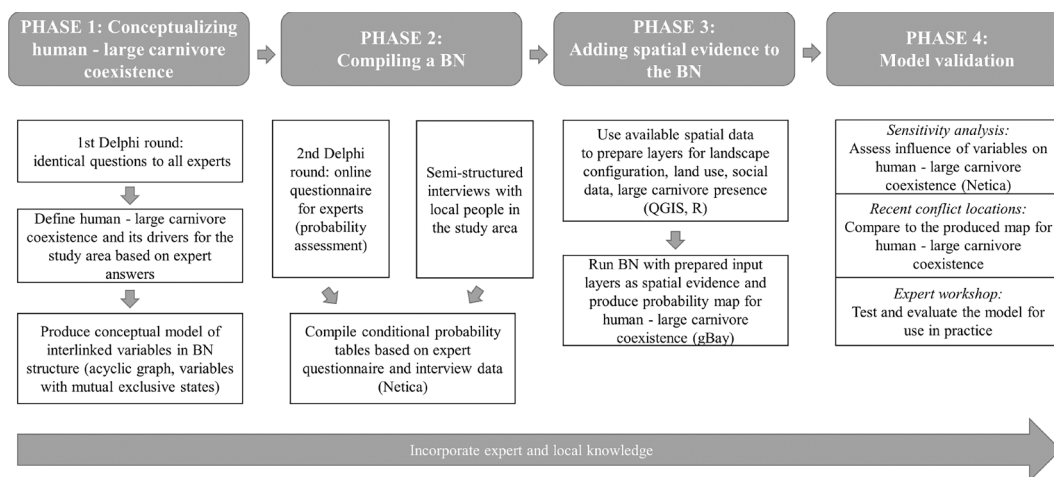 PHASE 1: Conceptualizing
human - large carnivore
coexistence
PHASE 2:
Compiling a BN
PHASE 3:
Adding spatial evidence to
the BN
PHASE 4:
Model validation
1st Delphi round:
identical questions to all experts
Define human - large carnivore
coexistence and its drivers for the
study area based on expert
answers
Produce conceptual model of
interlinked variables in BN
structure (acyclic graph, variables
with mutual exclusive states)
2nd Delphi
round: online
questionnaire
for experts
(probability
assessment)
Semi-structured
interviews with
local people in
the study area
Compile conditional probability
tables based on expert
questionnaire and interview data
(Netica)
Use available spatial data
to prepare layers for landscape
configuration, land use, social
data, large carnivore presence
(QGIS, R)
Run BN with prepared input
layers as spatial evidence and
produce probability map for
human - large carnivore
coexistence (gBay)
Sensitivity analysis:
Assess influence of variables on
human - large carnivore
coexistence (Netica)
Recent conflict locations:
Compare to the produced map for
human - large carnivore
coexistence
Expert workshop:
Test and evaluate the model for
use in practice
Incorporate expert and local knowledge